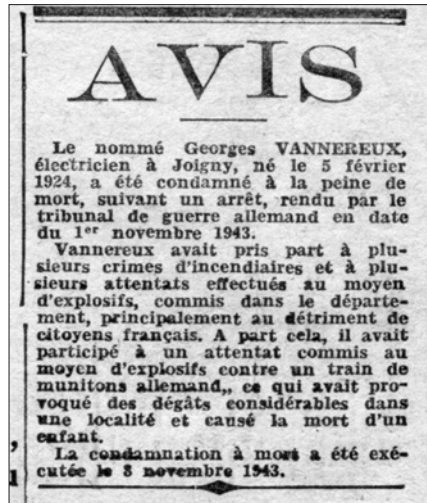 AVIS
Le nommé Georges VANNEREUX,
électricien à Joigny, né le 5 février
1924, a été condamné à la peine de
mort, suivant un arrêt, rendu par le
tribunal de guerre allemand en date
du 1er novembre 1943.
Vannereux avait pris part à plu-
sieurs crimes d'incendiaires et à plu-
sieurs attentats effectués au moyen
d'explosifs, commis dans le départe-
ment, principalement au détriment de
citoyens français. A part cela, il avait
participé à un attentat commis au
moyen d'explosifs contre un train de
munitons allemand,, ce qui avait pro-
voqué des dégâts considérables dans
une localité et causé la mort d'un
enfant.
La condamnation à mort a été exé-
cutée le 8 novembre 1943.